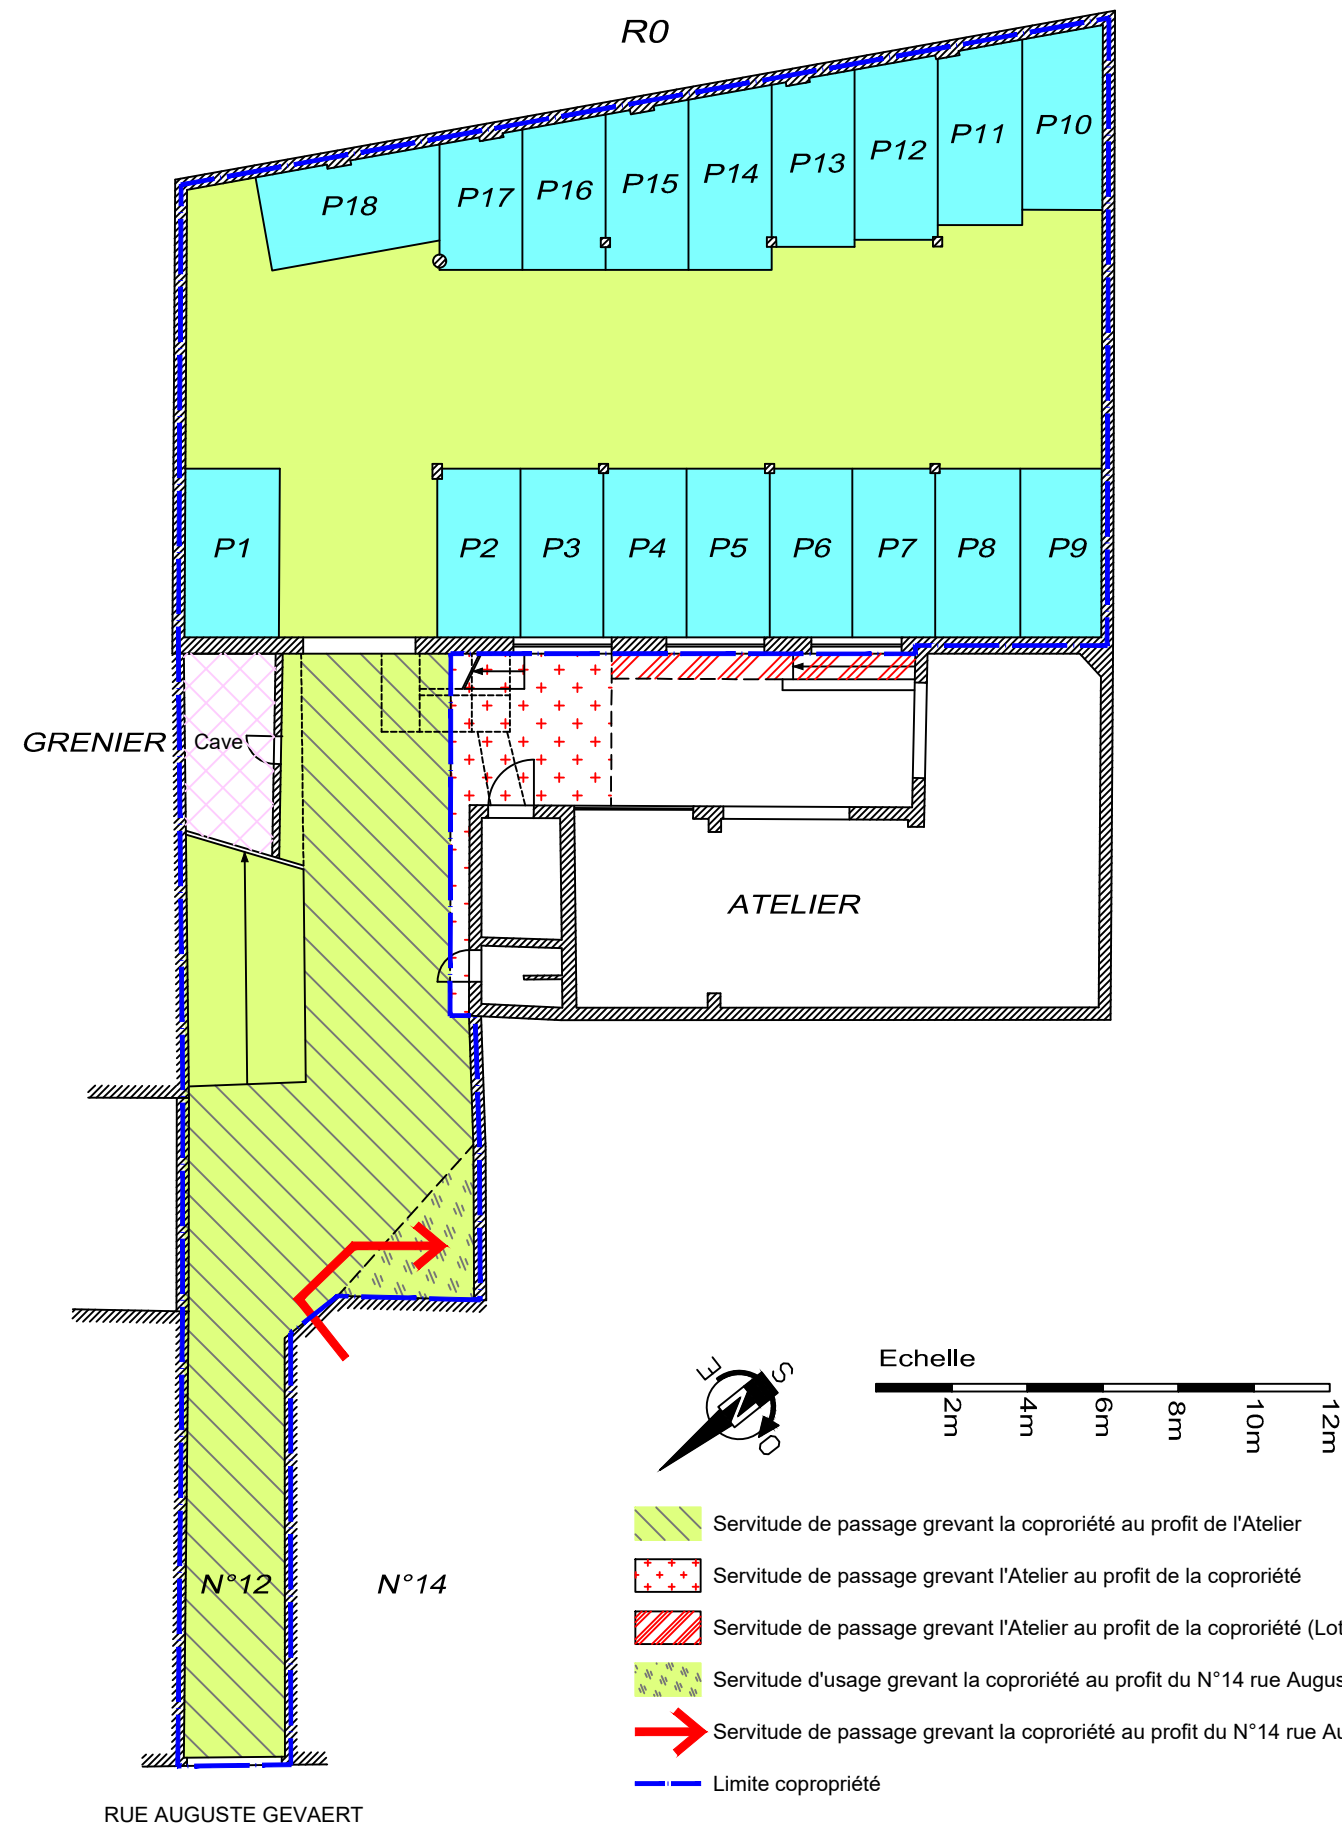 R0
P10
P11
P12
P13
P14
P15
P16
P17
P18
P1
P2
P3
P4
P5
P6
P7
P8
P9
GRENIER
Cave
ATELIER
N°12
N°14
E
S
N
O
Echelle
2m
4m
6m
8m
10m
12m
Servitude de passage grevant la coproriété au profit de l'Atelier
Servitude de passage grevant l'Atelier au profit de la coproriété
Servitude de passage grevant l'Atelier au profit de la coproriété (Lot
Servitude d'usage grevant la coproriété au profit du N°14 rue Augus
Servitude de passage grevant la coproriété au profit du N°14 rue Au
Limite copropriété
RUE AUGUSTE GEVAERT